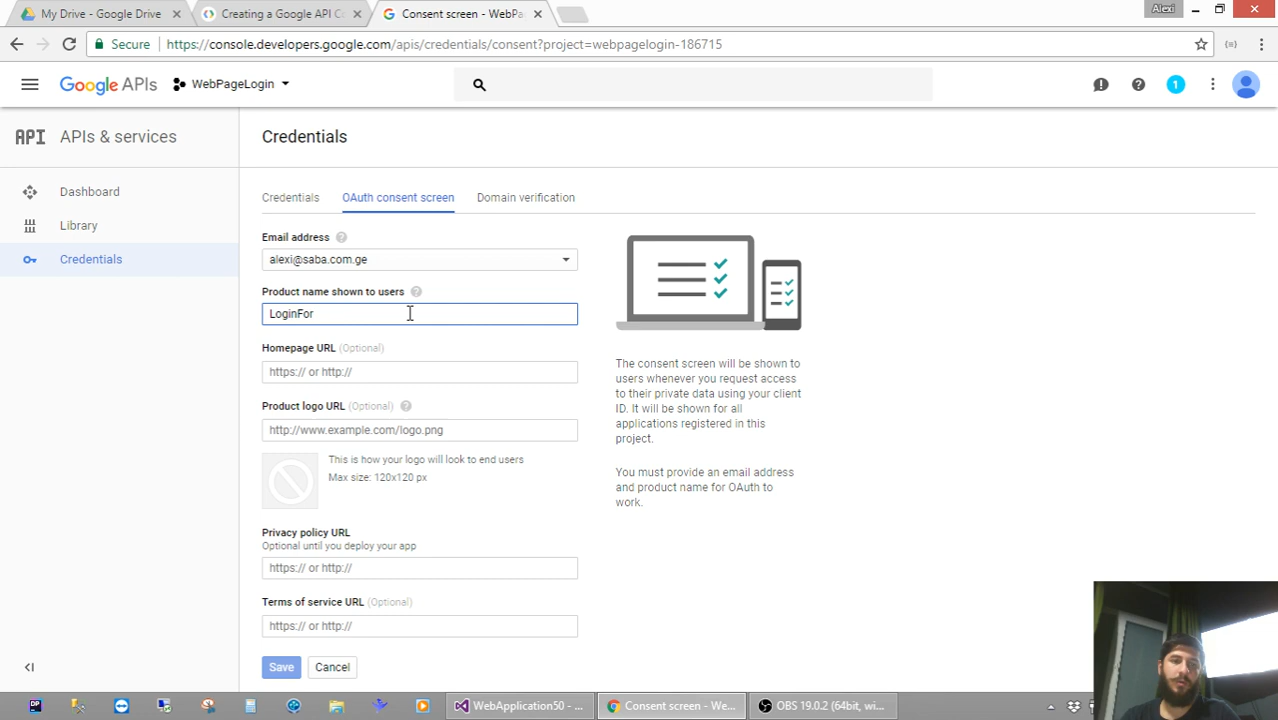 My Drive - Google Drive
Creating a Google API Co
Consent screen - WebPa
Alexi
Secure
https://console.developers.google.com/apis/credentials/consent?project=webpagelogin-186715
Google APIs
WebPageLogin
1
API APIs & services
Credentials
Dashboard
Library
Credentials
Credentials
OAuth consent screen
Domain verification
Email address
alexi@saba.com.ge
Product name shown to users
LoginFor
Homepage URL (Optional)
https:// or http://
Product logo URL (Optional)
http://www.example.com/logo.png
This is how your logo will look to end users
Max size: 120x120 px
Privacy policy URL
Optional until you deploy your app
https:// or http://
Terms of service URL (Optional)
https:// or http://
Save
Cancel
The consent screen will be shown to
users whenever you request access
to their private data using your client
ID. It will be shown for all
applications registered in this
project.
You must provide an email address
and product name for OAuth to
work.
DP
WebApplication50 - ...
Consent screen - We...
OBS 19.0.2 (64bit, wi...